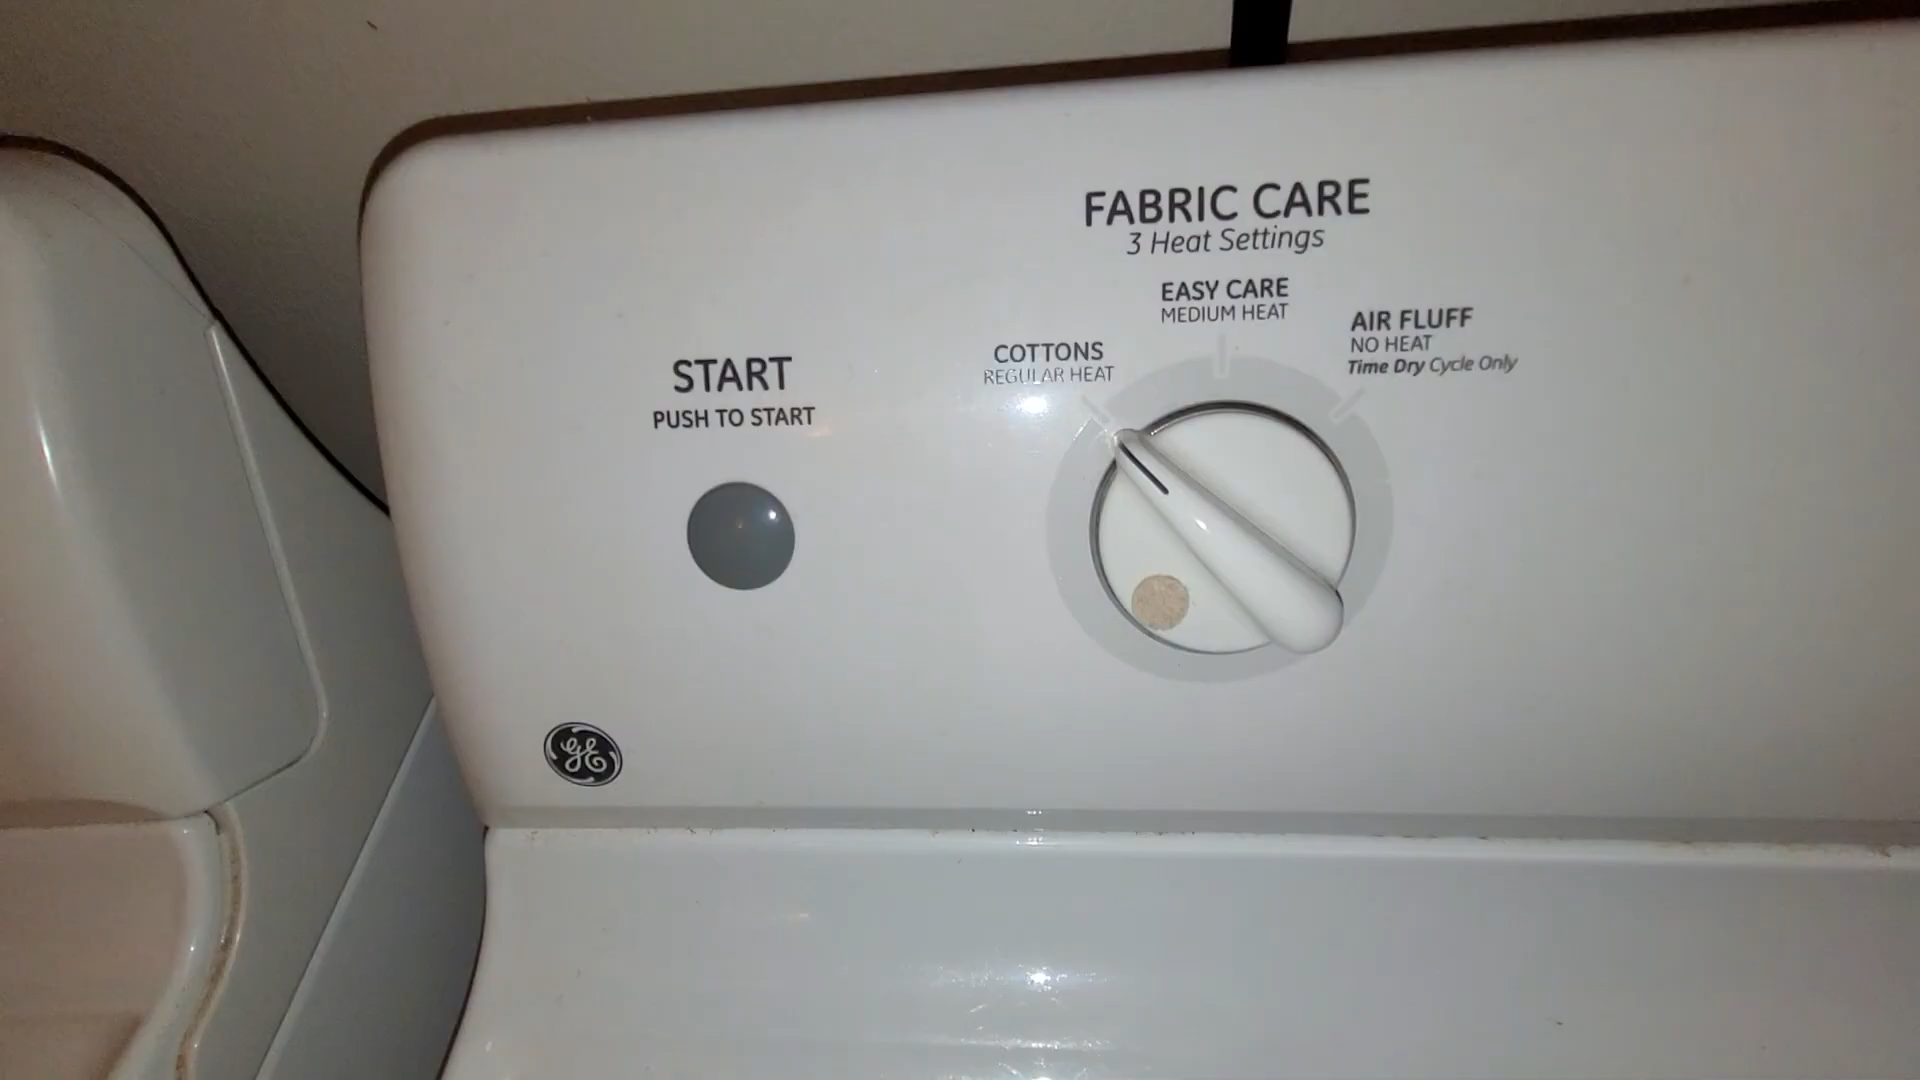 FABRIC CARE
3 Heat Settings
EASY CARE
MEDIUM HEAT
AIR FLUFF
NO HEAT
Time Dry Cycle Only
COTTONS
REGULAR HEAT
START
PUSH TO START
GE